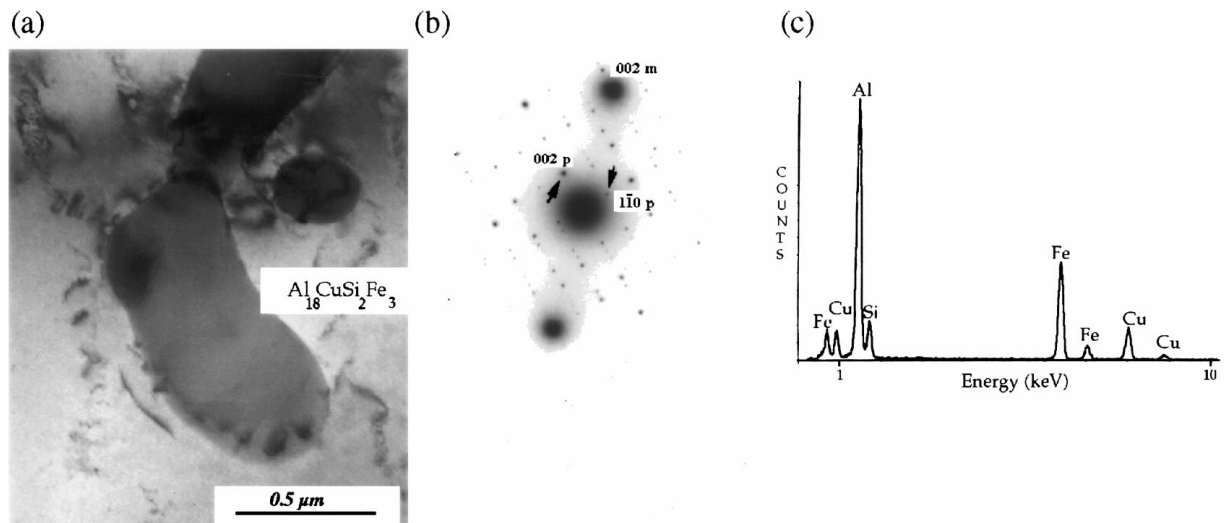 (a)
(b)
(c)
Al18CuSi2Fe3
0.5 μm
002 m
002 p
11̄0 p
COUNTS
Al
Fe
Cu
Si
Fe
Fe
Cu
Cu
1
10
Energy (keV)